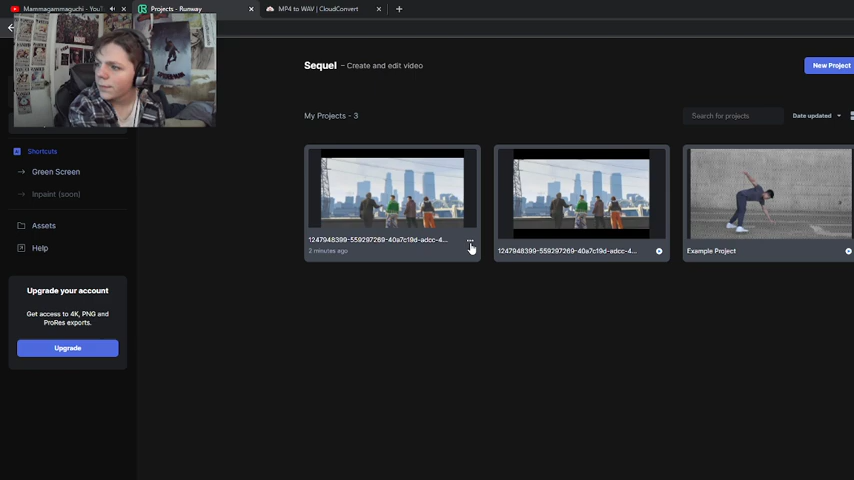 Mammagammaguchi - You?
Projects - Runway
MP4 to WAV | CloudConvert
Sequel - Create and edit video
New Project
My Projects - 3
Search for projects
Date updated
Shortcuts
Green Screen
Inpaint (soon)
Assets
Help
1247948399-559297269-40a7c19d-adcc-4...
2 minutes ago
1247948399-559297269-40a7c19d-adcc-4...
Example Project
Upgrade your account
Get access to 4K, PNG and
ProRes exports.
Upgrade